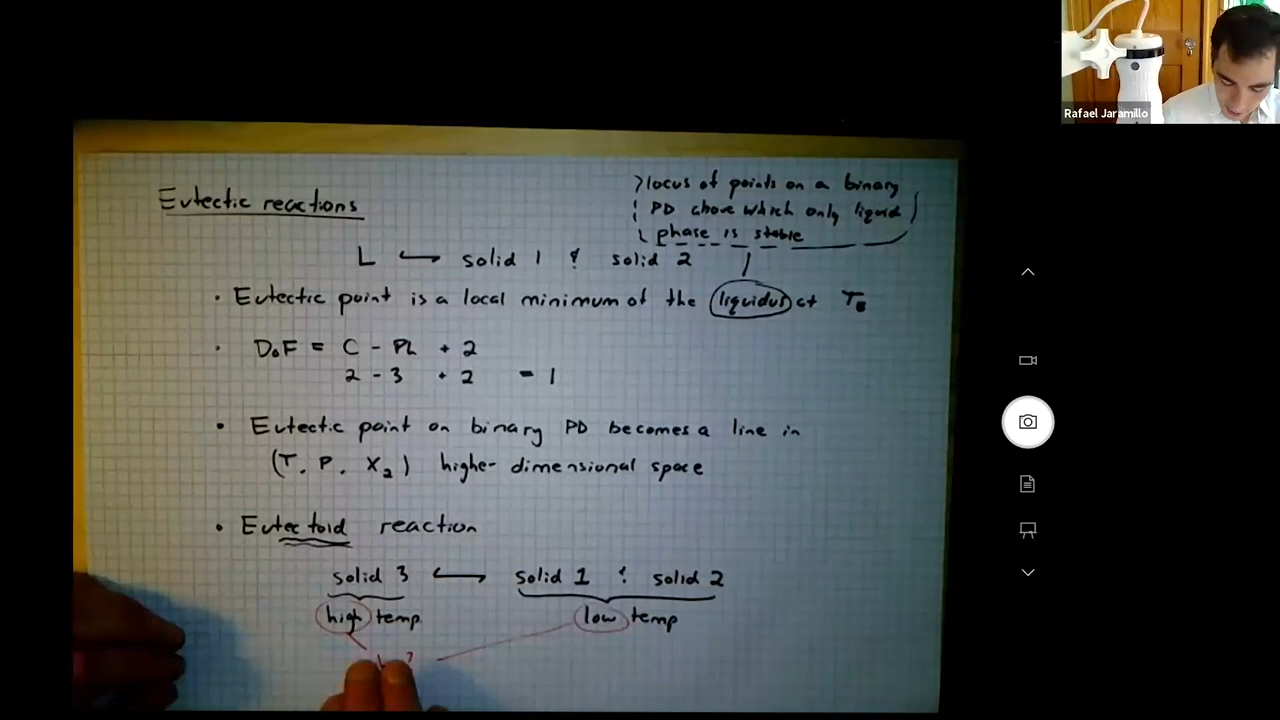 Rafael Jaramillo
Eutectic reactions
locus of points on a binary
PD above which only liquid
phase is stable
L ⟷ solid 1 & solid 2
• Eutectic point is a local minimum of the liquidus at T_E
• DoF = C - Ph + 2
2 - 3 + 2 = 1
• Eutectic point on binary PD becomes a line in
(T, P, X₂) higher-dimensional space
• Eutectoid reaction
solid 3 ⟷ solid 1 & solid 2
high temp low temp